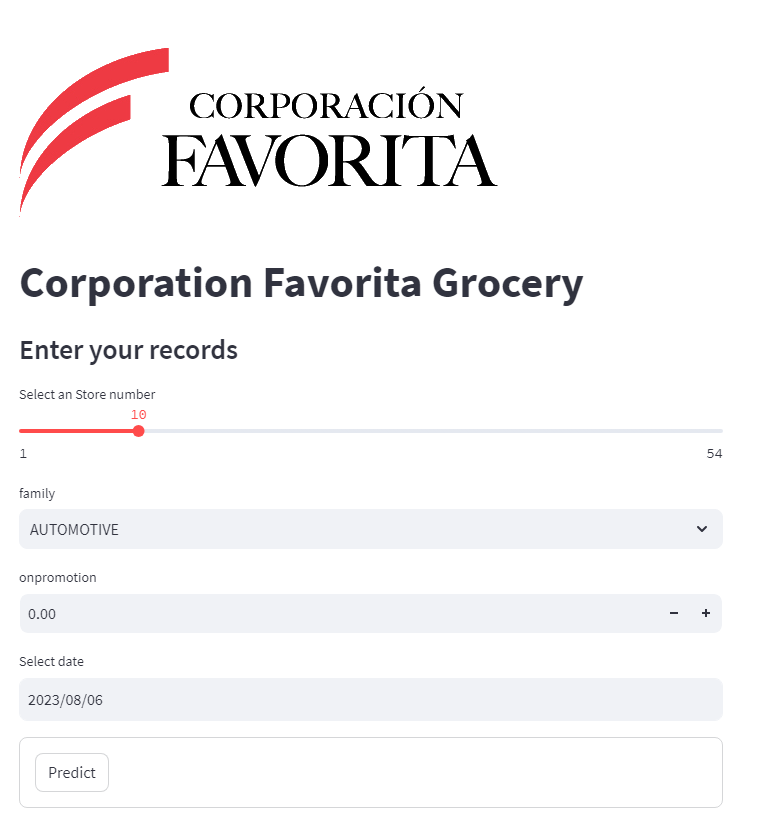 CORPORACIÓN
FAVORITA
Corporation Favorita Grocery
Enter your records
Select an Store number
10
1 54
family
AUTOMOTIVE
onpromotion
0.00 − +
Select date
2023/08/06
Predict